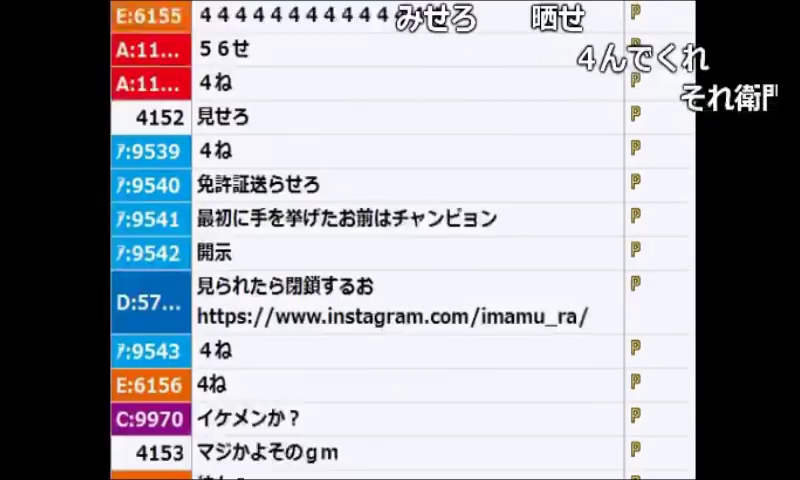 E:6155 ４４４４４４４４４４４４
みせろ 晒せ
A:11... ５６せ
４んでくれ
A:11... ４ね
それ衛門
4152 見せろ
ｱ:9539 ４ね
ｱ:9540 免許証送らせろ
ｱ:9541 最初に手を挙げたお前はチャンピョン
ｱ:9542 開示
D:57... 見られたら閉鎖するお
https://www.instagram.com/imamu_ra/
ｱ:9543 ４ね
E:6156 4ね
C:9970 イケメンか？
4153 マジかよそのｇｍ